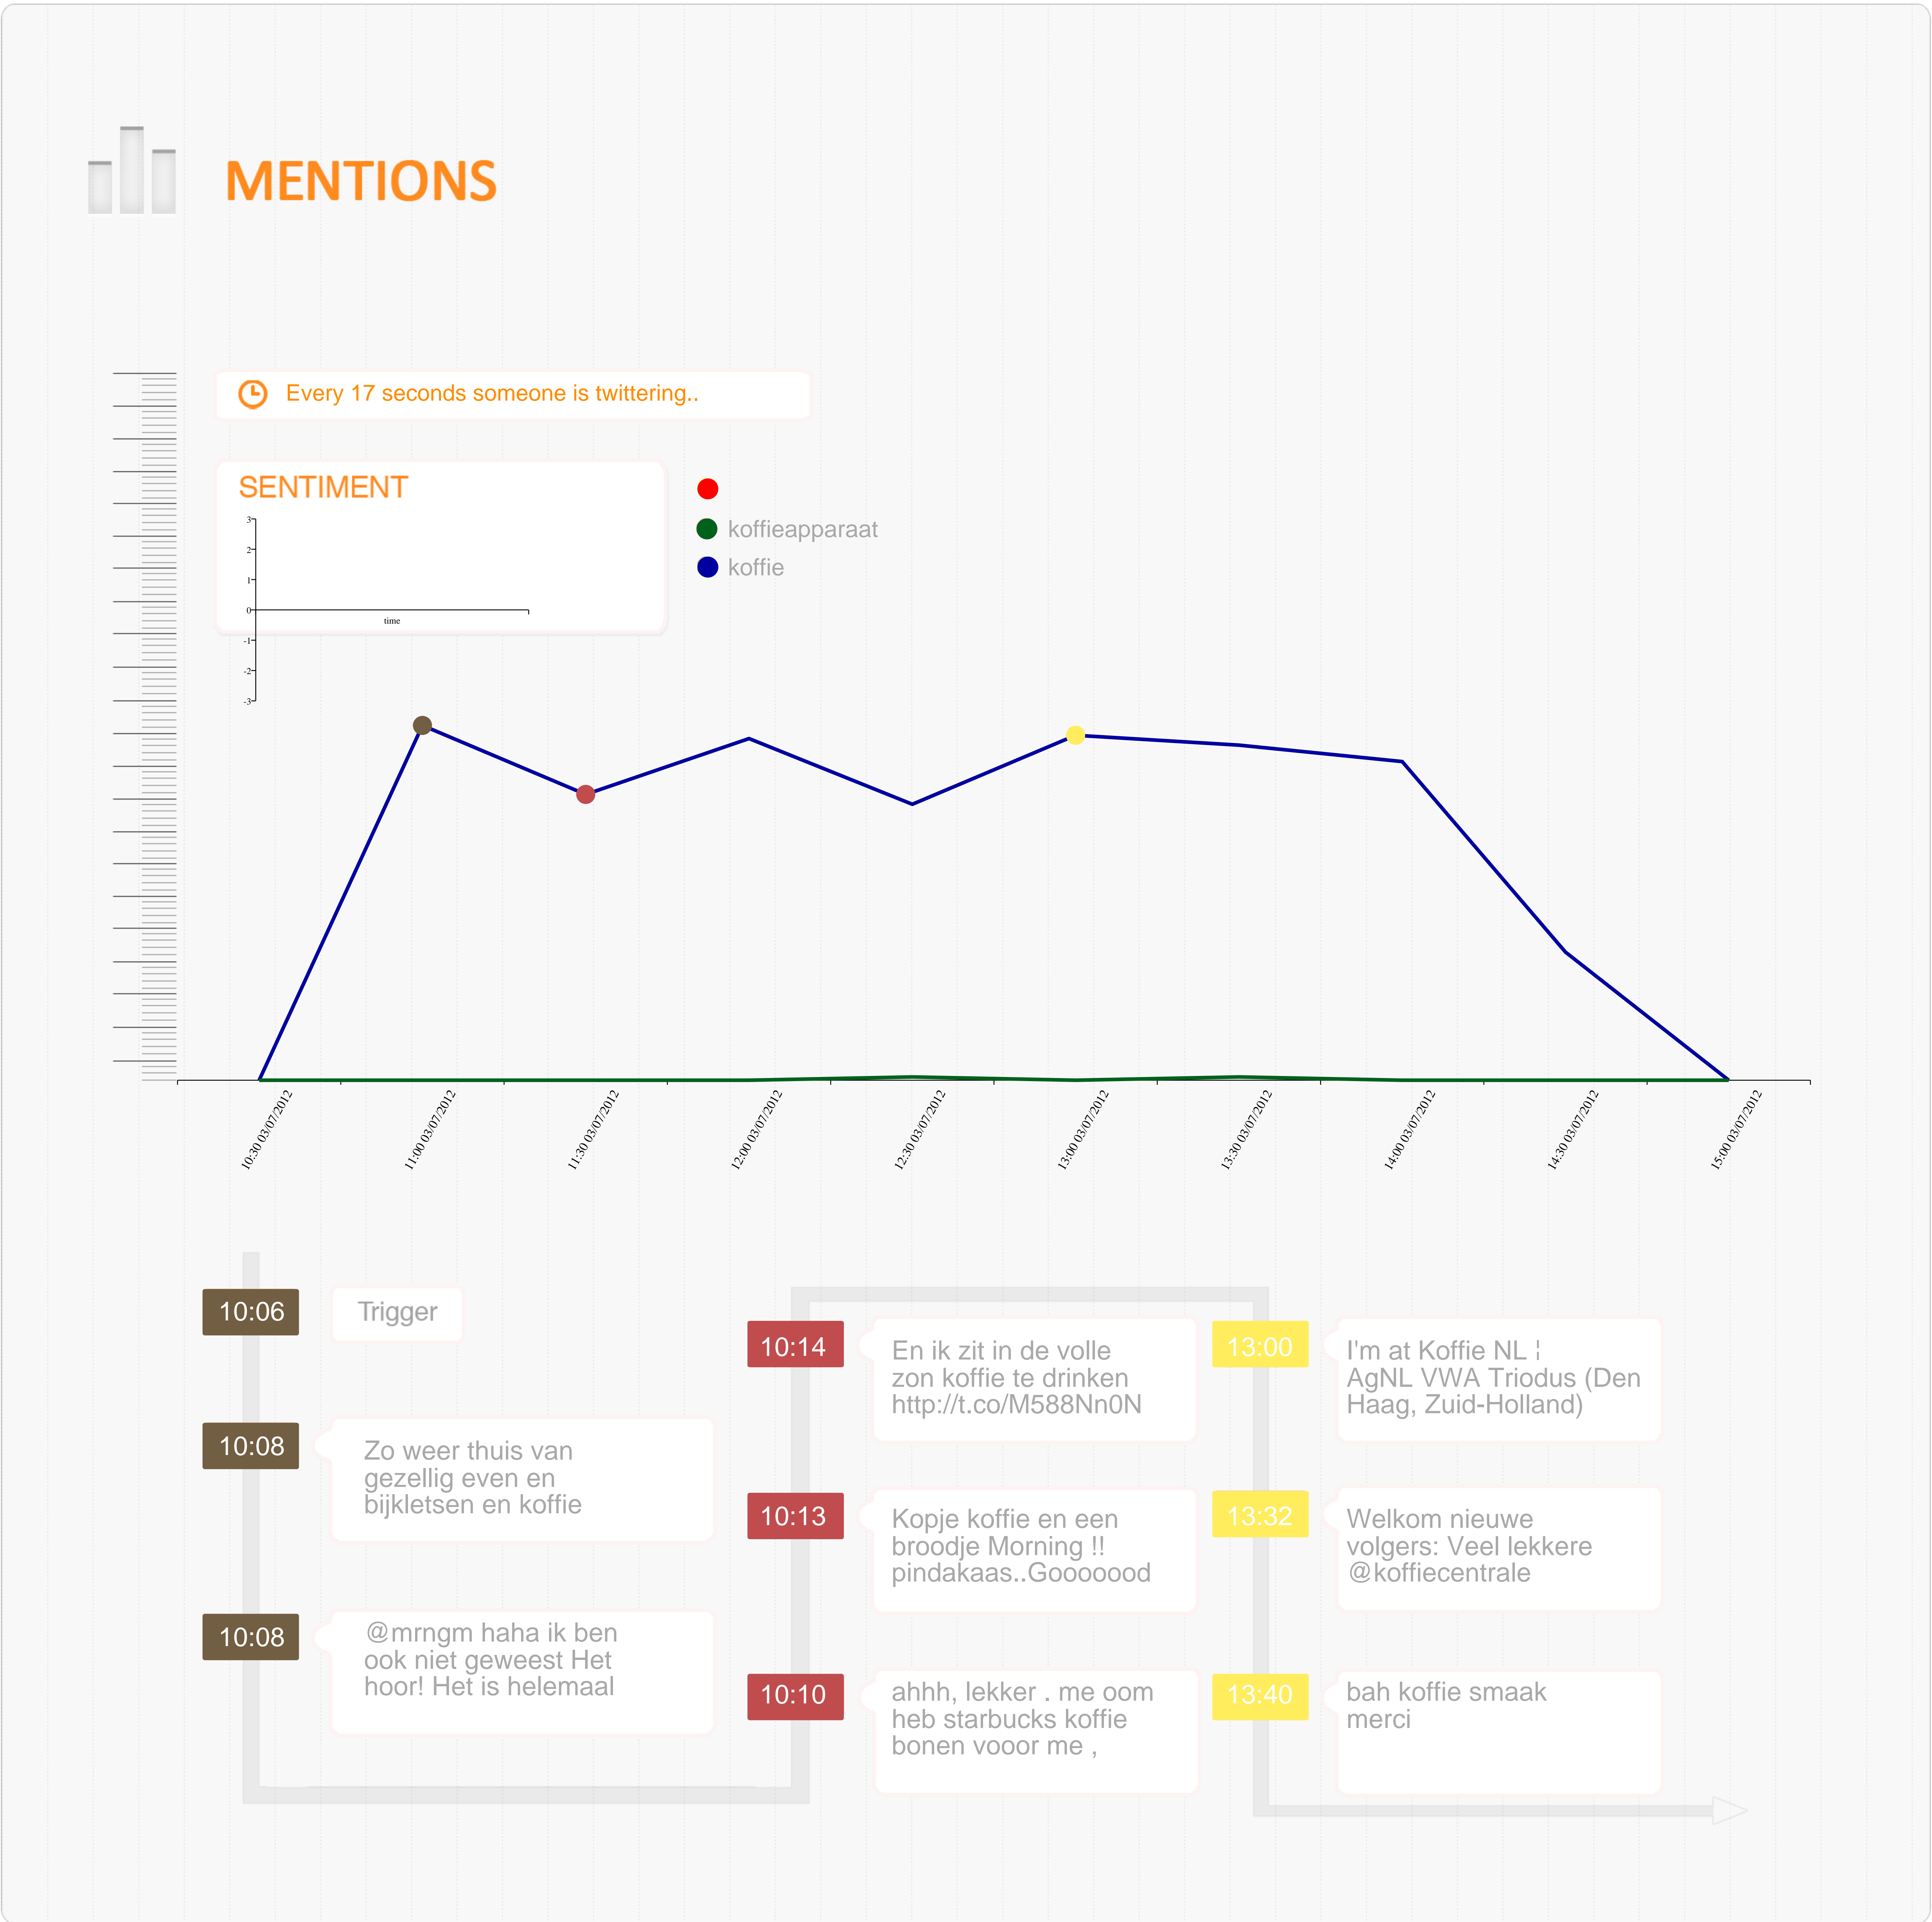 MENTIONS
Every 17 seconds someone is twittering..
SENTIMENT
3
2
1
0
time
-1
-2
-3
koffieapparaat
koffie
10:30 03/07/2012
11:00 03/07/2012
11:30 03/07/2012
12:00 03/07/2012
12:30 03/07/2012
13:00 03/07/2012
13:30 03/07/2012
14:00 03/07/2012
14:30 03/07/2012
15:00 03/07/2012
10:06
Trigger
10:08
Zo weer thuis van
gezellig even en
bijkletsen en koffie
10:08
@mrngm haha ik ben
ook niet geweest Het
hoor! Het is helemaal
10:14
En ik zit in de volle
zon koffie te drinken
http://t.co/M588Nn0N
10:13
Kopje koffie en een
broodje Morning !!
pindakaas..Gooooood
10:10
ahhh, lekker . me oom
heb starbucks koffie
bonen vooor me ,
13:00
I'm at Koffie NL ¦
AgNL VWA Triodus (Den
Haag, Zuid-Holland)
13:32
Welkom nieuwe
volgers: Veel lekkere
@koffiecentrale
13:40
bah koffie smaak
merci